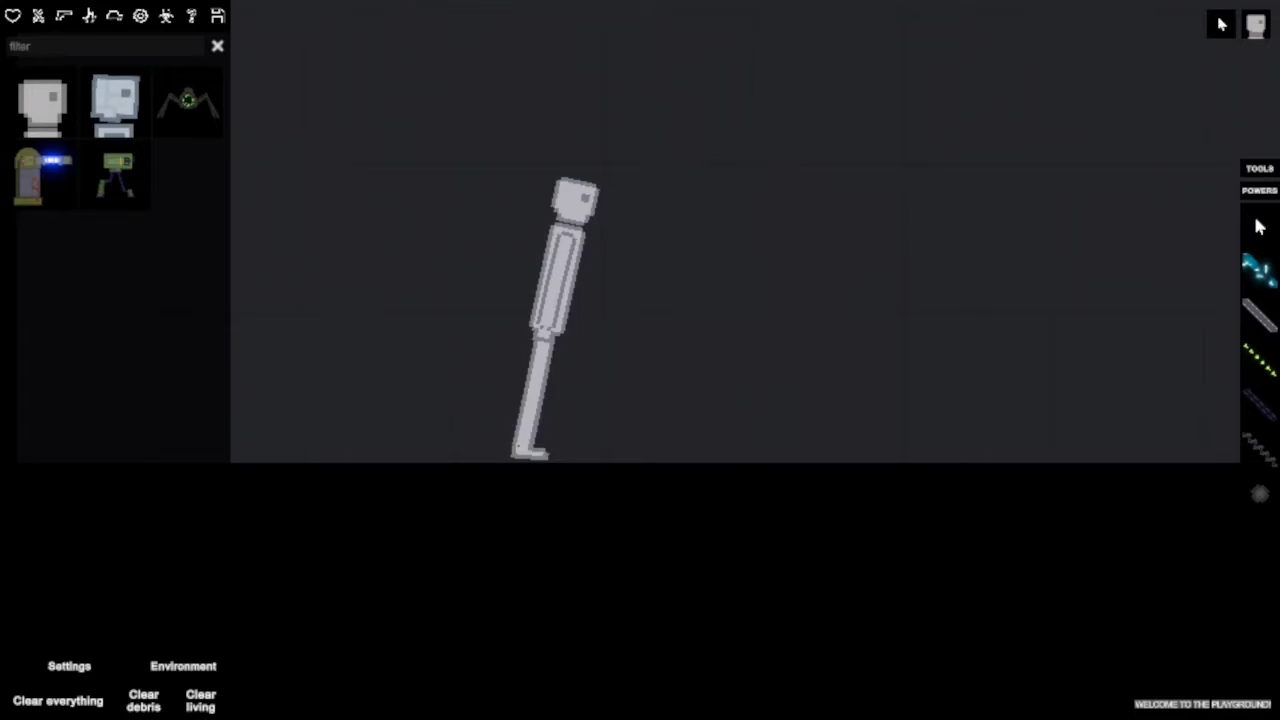 filter
TOOLS
POWERS
Settings Environment
Clear everything Clear debris Clear living
WELCOME TO THE PLAYGROUND!